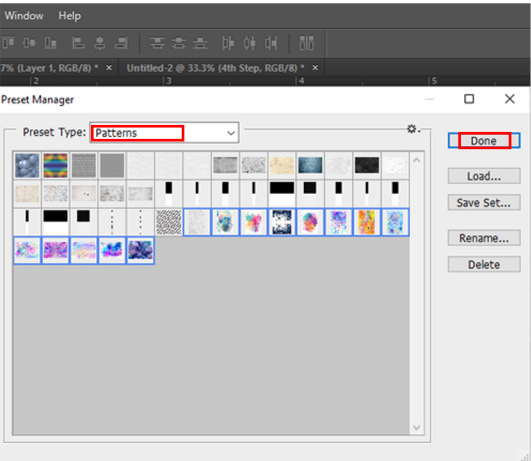 Window Help
7% (Layer 1, RGB/8) * × Untitled-2 @ 33.3% (4th Step, RGB/8) * ×
2 3 4 5
Preset Manager
Preset Type: Patterns
Done
Load...
Save Set...
Rename...
Delete